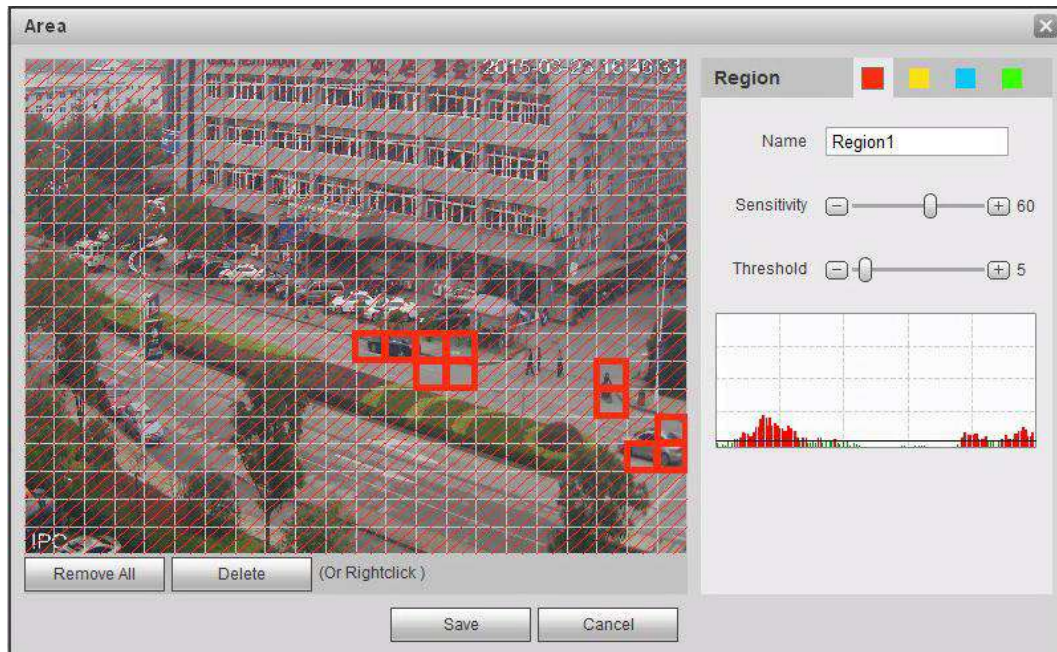 Area
2015-03-23 16:46:31
Region
Name
Region1
Sensitivity
60
Threshold
5
IPC
Remove All
Delete
(Or Rightclick )
Save
Cancel